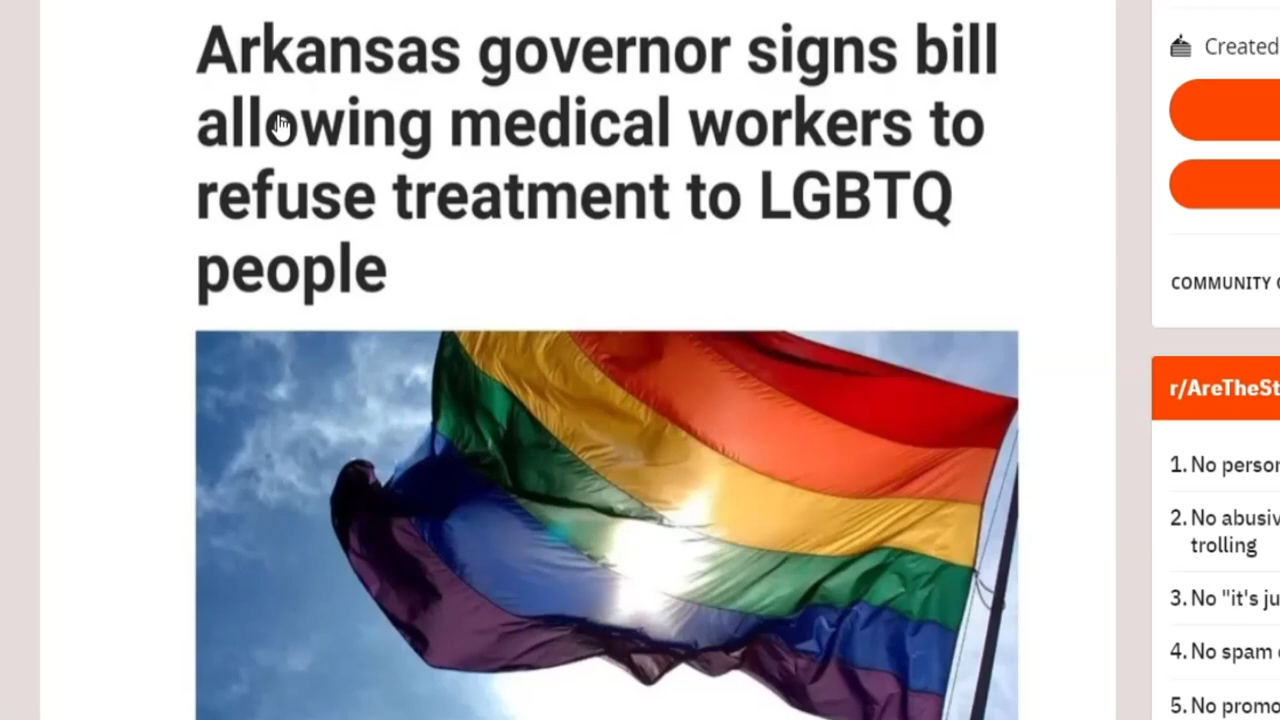 Arkansas governor signs bill
allowing medical workers to
refuse treatment to LGBTQ
people
Created
COMMUNITY
r/AreTheSt
1. No person
2. No abusiv
trolling
3. No "it's ju
4. No spam
5. No promo